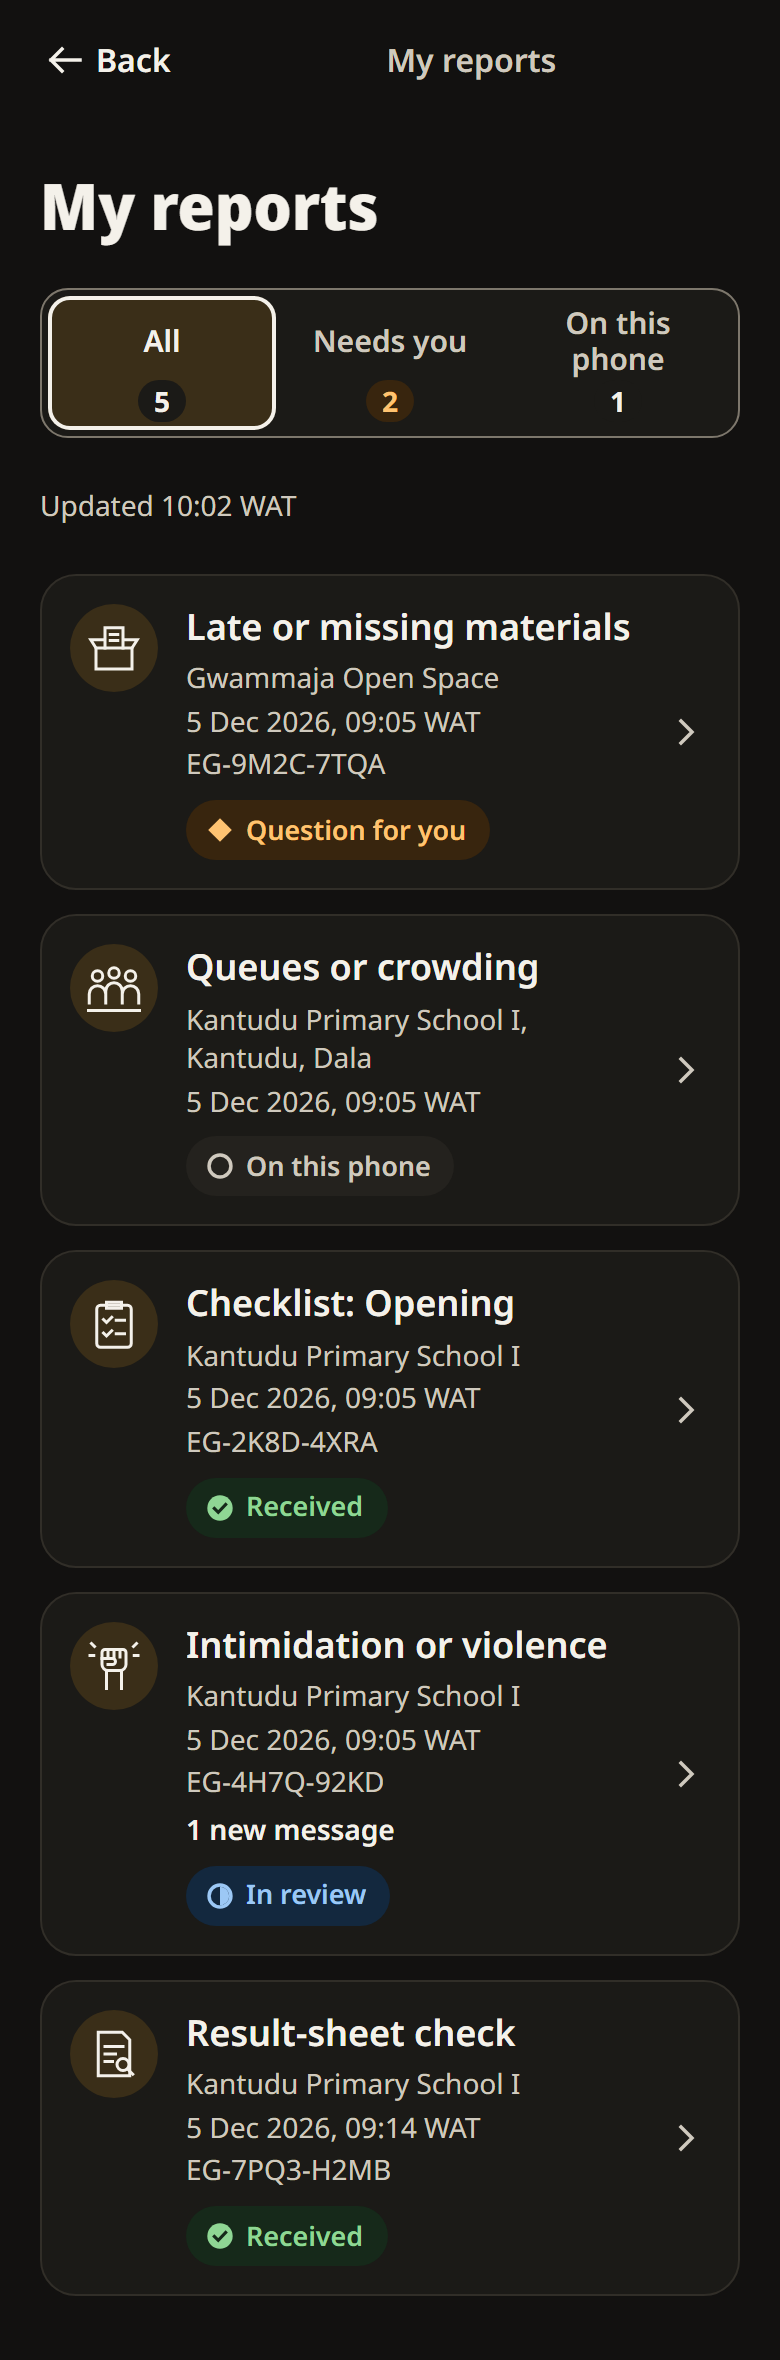 Back
My reports
My reports
All
5
Needs you
2
On this
phone
1
Updated 10:02 WAT
Late or missing materials
Gwammaja Open Space
5 Dec 2026, 09:05 WAT
EG-9M2C-7TQA
Question for you
Queues or crowding
Kantudu Primary School I,
Kantudu, Dala
5 Dec 2026, 09:05 WAT
On this phone
Checklist: Opening
Kantudu Primary School I
5 Dec 2026, 09:05 WAT
EG-2K8D-4XRA
Received
Intimidation or violence
Kantudu Primary School I
5 Dec 2026, 09:05 WAT
EG-4H7Q-92KD
1 new message
In review
Result-sheet check
Kantudu Primary School I
5 Dec 2026, 09:14 WAT
EG-7PQ3-H2MB
Received